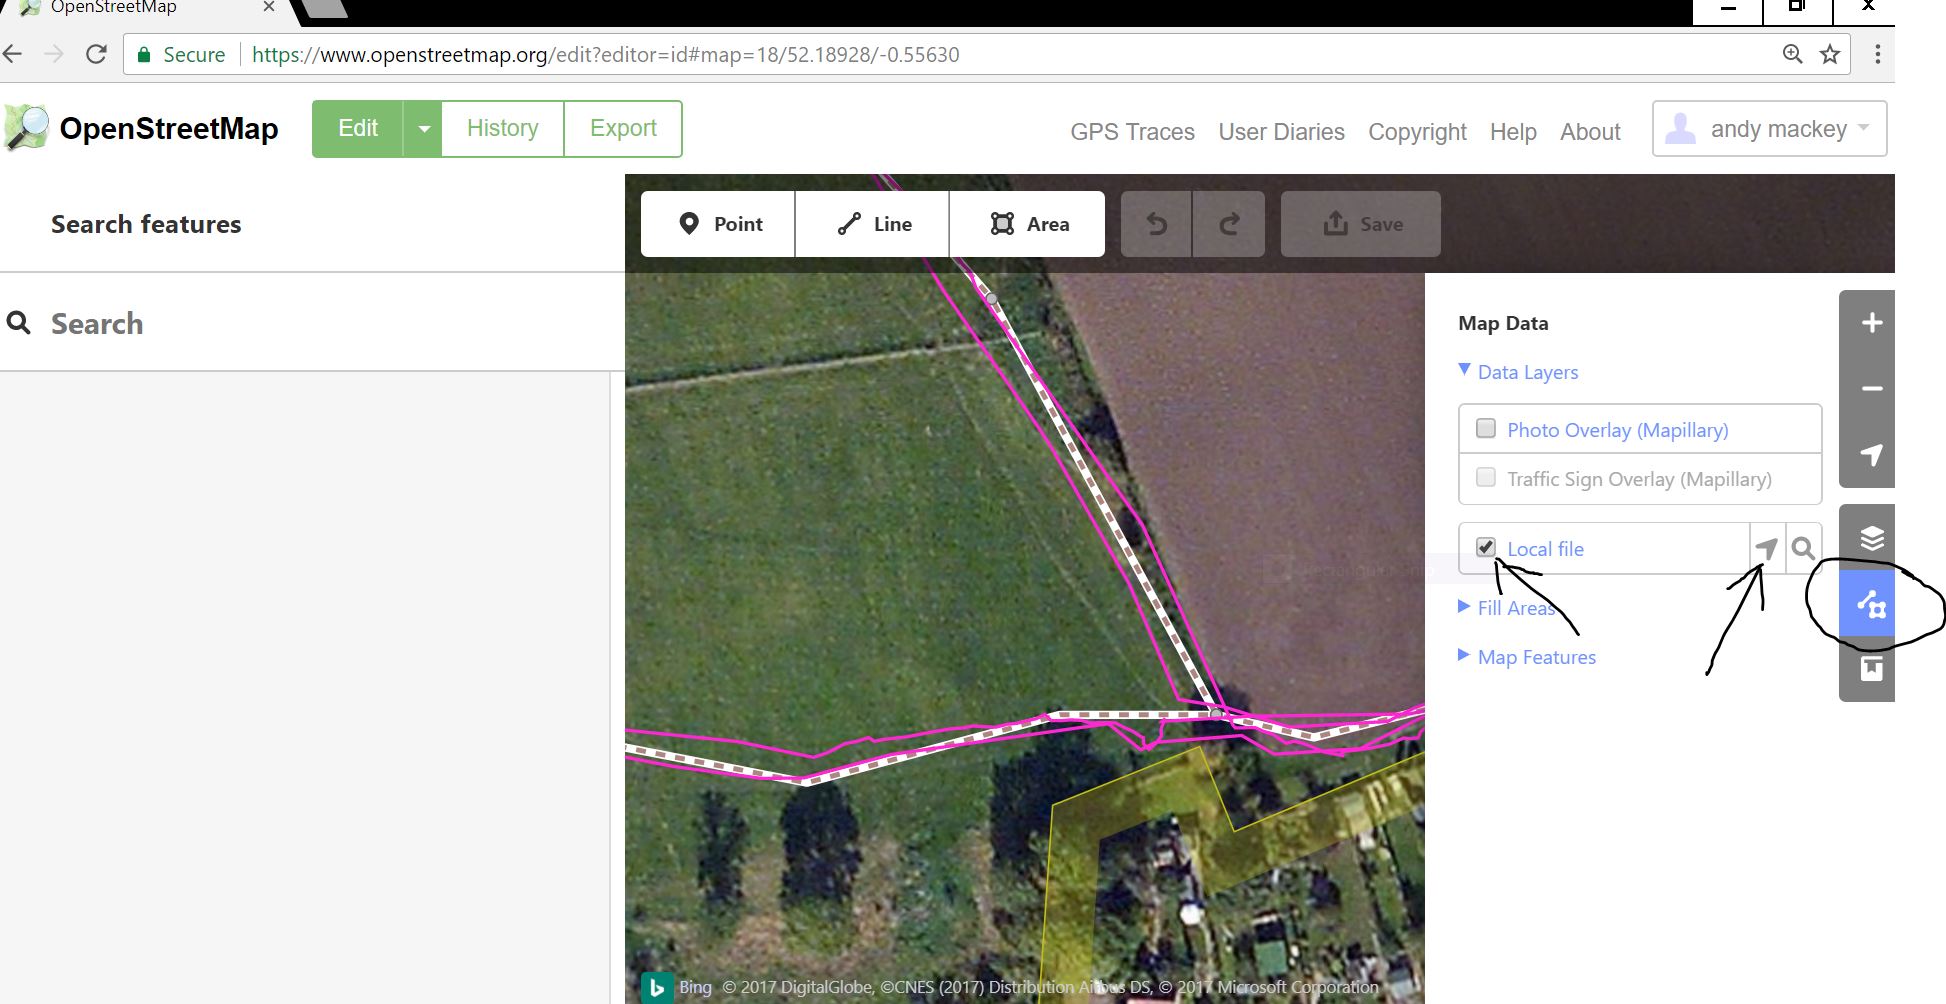 OpenStreetMap
Secure https://www.openstreetmap.org/edit?editor=id#map=18/52.18928/-0.55630
OpenStreetMap Edit History Export GPS Traces User Diaries Copyright Help About andy mackey
Search features Point Line Area Save
Search
Map Data
Data Layers
Photo Overlay (Mapillary)
Traffic Sign Overlay (Mapillary)
Local file
Fill Areas
Map Features
Bing © 2017 DigitalGlobe, ©CNES (2017) Distribution Airbus DS, © 2017 Microsoft Corporation